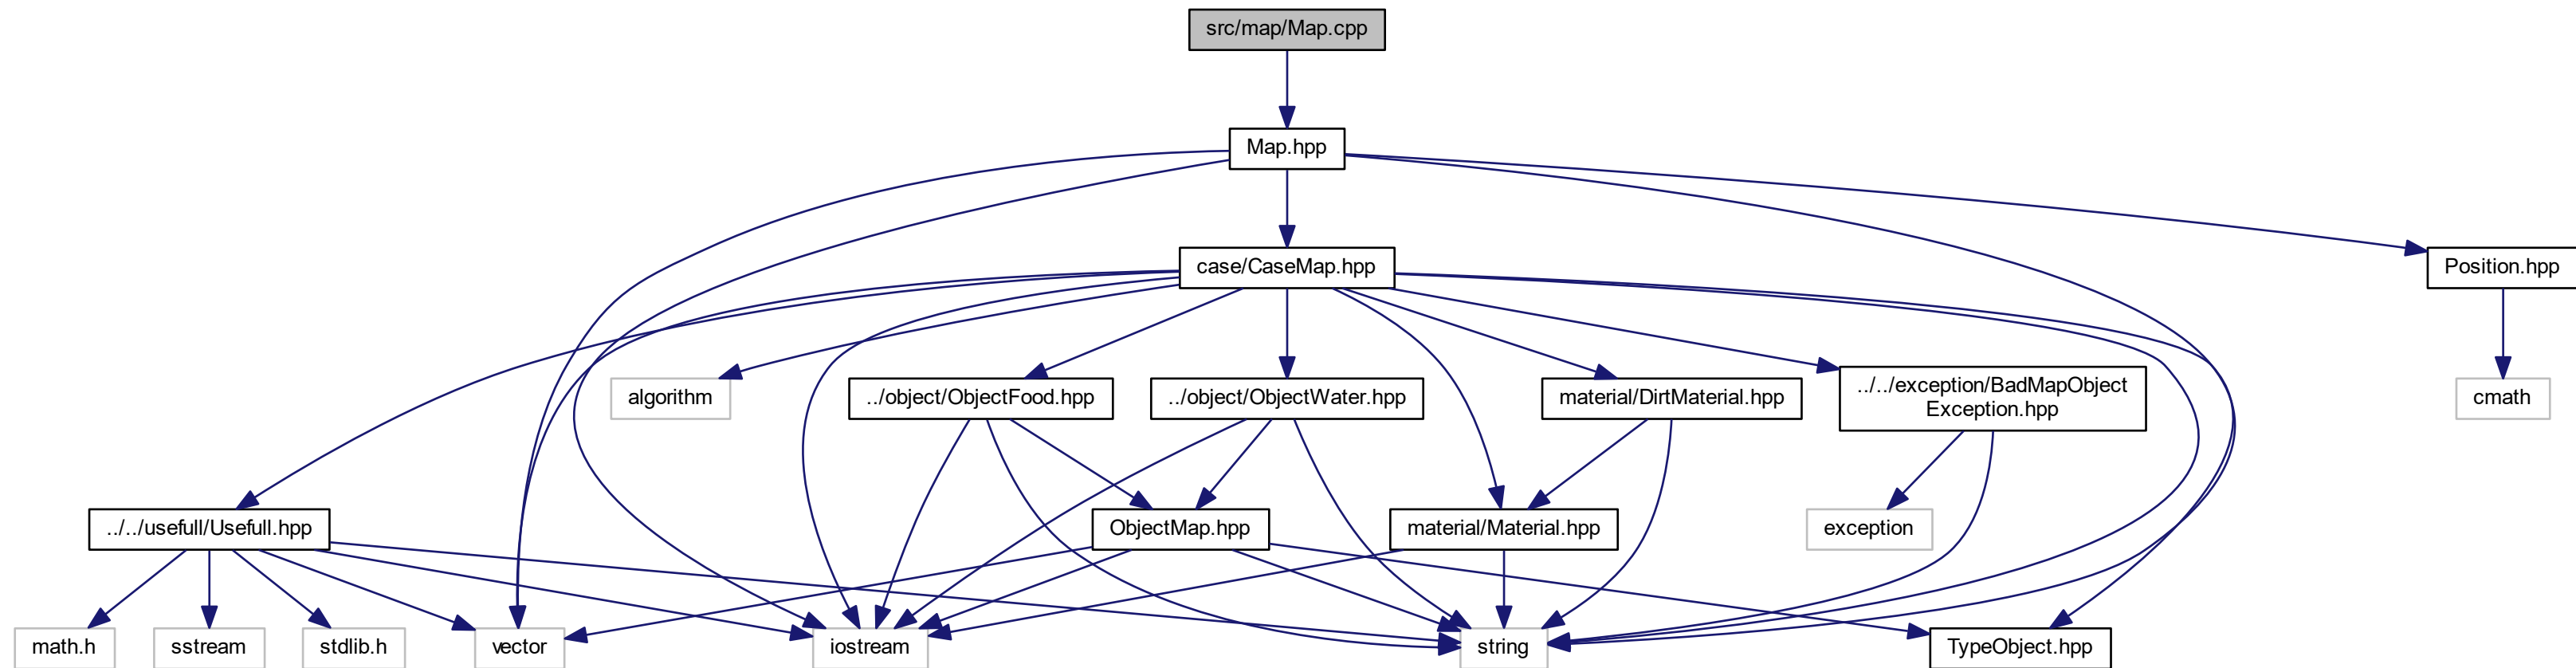 src/map/Map.cpp
Map.hpp
case/CaseMap.hpp
Position.hpp
algorithm
../object/ObjectFood.hpp
../object/ObjectWater.hpp
material/DirtMaterial.hpp
../../exception/BadMapObject
Exception.hpp
cmath
../../usefull/Usefull.hpp
ObjectMap.hpp
material/Material.hpp
exception
math.h
sstream
stdlib.h
vector
iostream
string
TypeObject.hpp